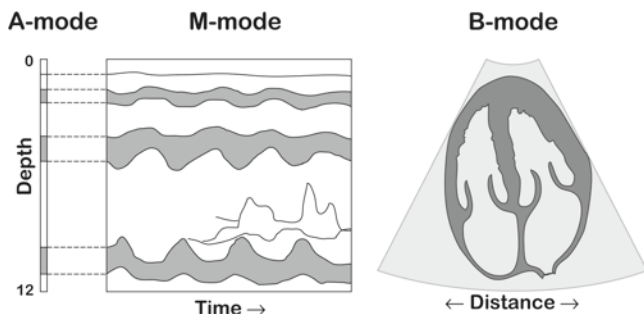 A-mode
M-mode
B-mode
0
Depth
12
Time →
← Distance →